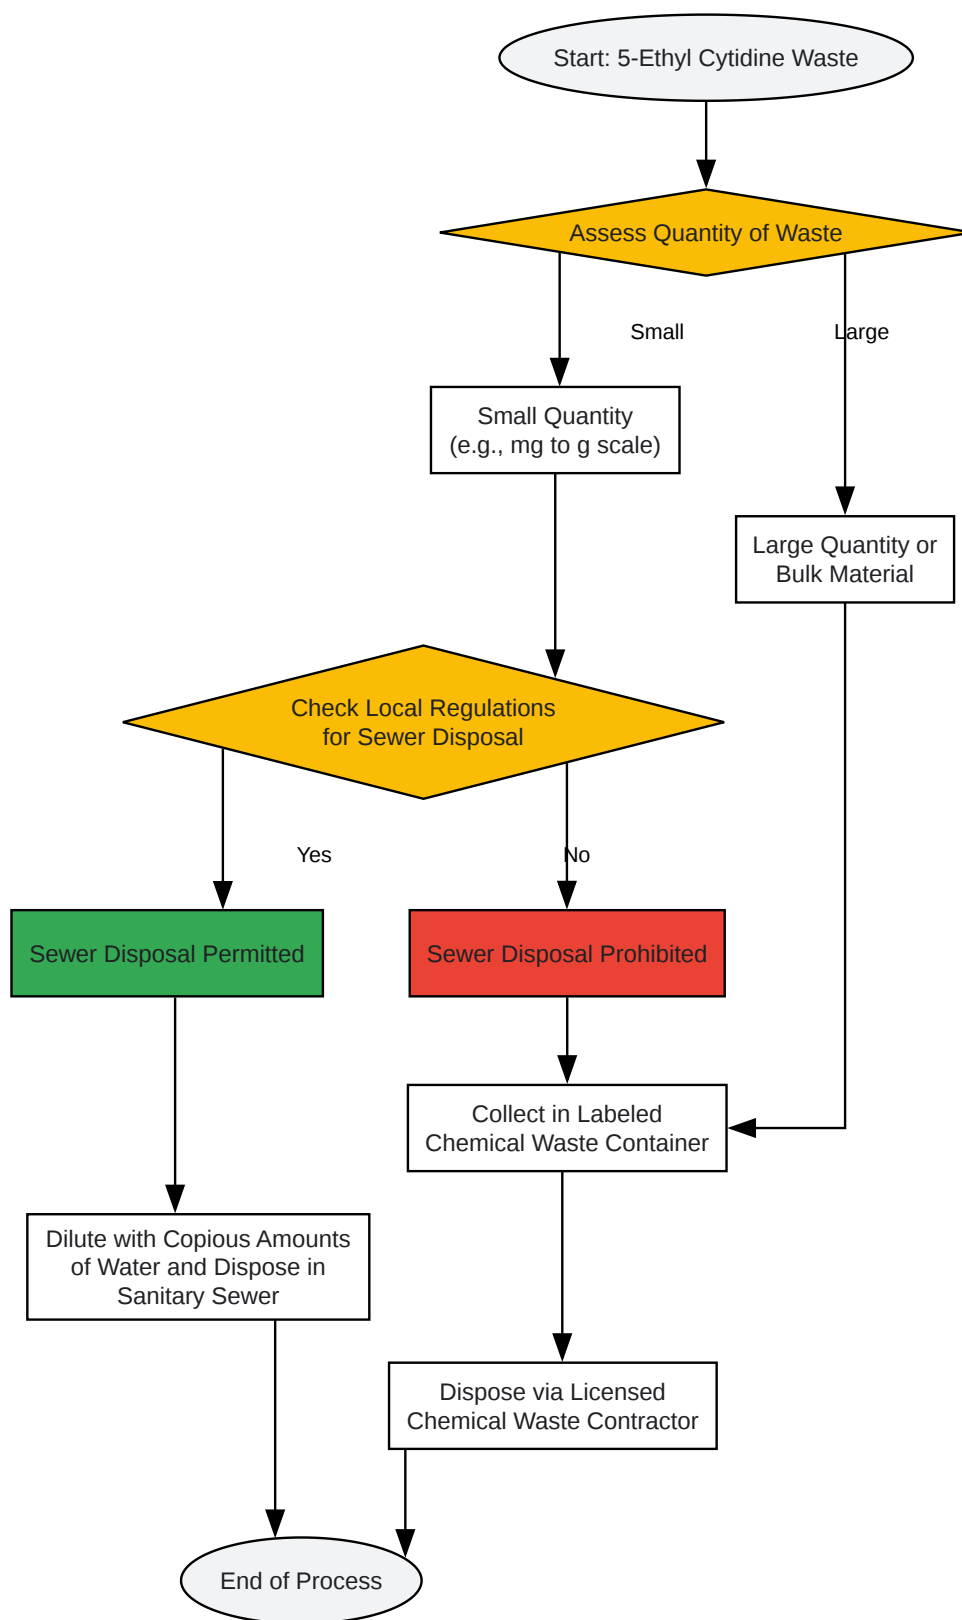 Start: 5-Ethyl Cytidine Waste
Assess Quantity of Waste
Small
Large
Small Quantity
(e.g., mg to g scale)
Large Quantity or
Bulk Material
Check Local Regulations
for Sewer Disposal
Yes
No
Sewer Disposal Permitted
Sewer Disposal Prohibited
Collect in Labeled
Chemical Waste Container
Dilute with Copious Amounts
of Water and Dispose in
Sanitary Sewer
Dispose via Licensed
Chemical Waste Contractor
End of Process